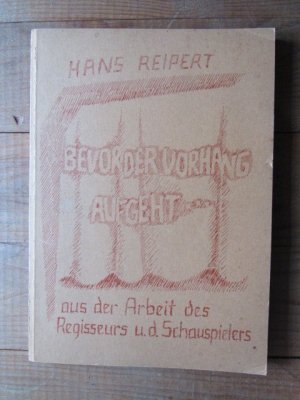 HANS REIPERT
BEVOR DER VORHANG
AUFGEHT
aus der Arbeit des
Regisseurs u.d. Schauspielers